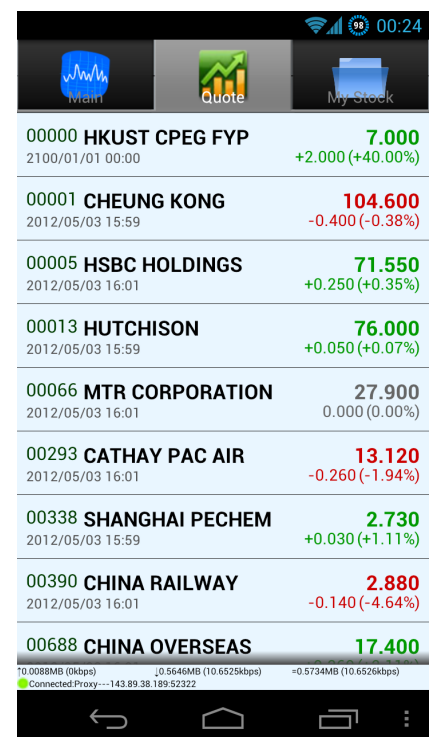 98 00:24
Main Quote My Stock
00000 HKUST CPEG FYP 7.000
2100/01/01 00:00 +2.000 (+40.00%)
00001 CHEUNG KONG 104.600
2012/05/03 15:59 -0.400 (-0.38%)
00005 HSBC HOLDINGS 71.550
2012/05/03 16:01 +0.250 (+0.35%)
00013 HUTCHISON 76.000
2012/05/03 15:59 +0.050 (+0.07%)
00066 MTR CORPORATION 27.900
2012/05/03 16:01 0.000 (0.00%)
00293 CATHAY PAC AIR 13.120
2012/05/03 16:01 -0.260 (-1.94%)
00338 SHANGHAI PECHEM 2.730
2012/05/03 15:59 +0.030 (+1.11%)
00390 CHINA RAILWAY 2.880
2012/05/03 16:01 -0.140 (-4.64%)
00688 CHINA OVERSEAS 17.400
↑0.0088MB (0kbps) ↓0.5646MB (10.6525kbps) =0.5734MB (10.6526kbps)
Connected:Proxy---143.89.38.189:52322